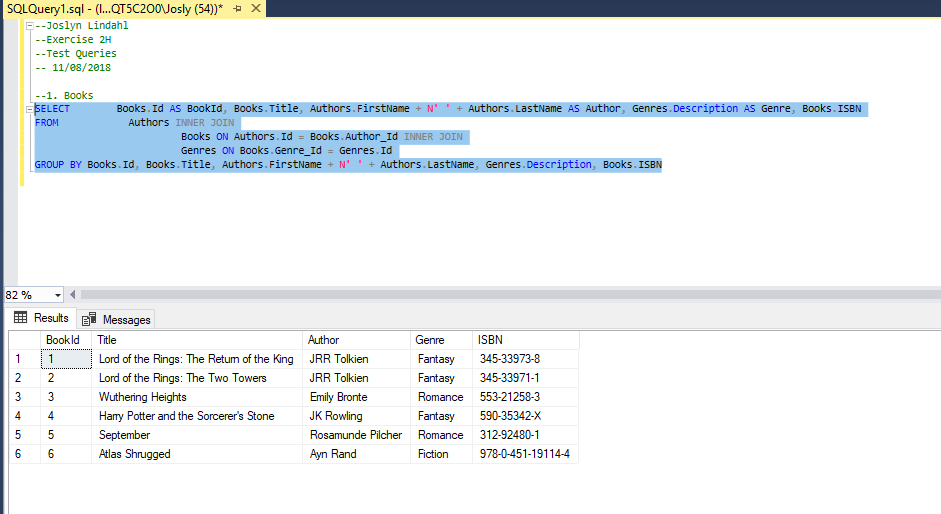 SQLQuery1.sql - (l...QT5C2O0\Josly (54))*
--Joslyn Lindahl
--Exercise 2H
--Test Queries
-- 11/08/2018
--1. Books
SELECT Books.Id AS BookId, Books.Title, Authors.FirstName + N' ' + Authors.LastName AS Author, Genres.Description AS Genre, Books.ISBN
FROM Authors INNER JOIN
Books ON Authors.Id = Books.Author_Id INNER JOIN
Genres ON Books.Genre_Id = Genres.Id
GROUP BY Books.Id, Books.Title, Authors.FirstName + N' ' + Authors.LastName, Genres.Description, Books.ISBN
82 %
Results Messages
BookId Title Author Genre ISBN
1 1 Lord of the Rings: The Return of the King JRR Tolkien Fantasy 345-33973-8
2 2 Lord of the Rings: The Two Towers JRR Tolkien Fantasy 345-33971-1
3 3 Wuthering Heights Emily Bronte Romance 553-21258-3
4 4 Harry Potter and the Sorcerer's Stone JK Rowling Fantasy 590-35342-X
5 5 September Rosamunde Pilcher Romance 312-92480-1
6 6 Atlas Shrugged Ayn Rand Fiction 978-0-451-19114-4